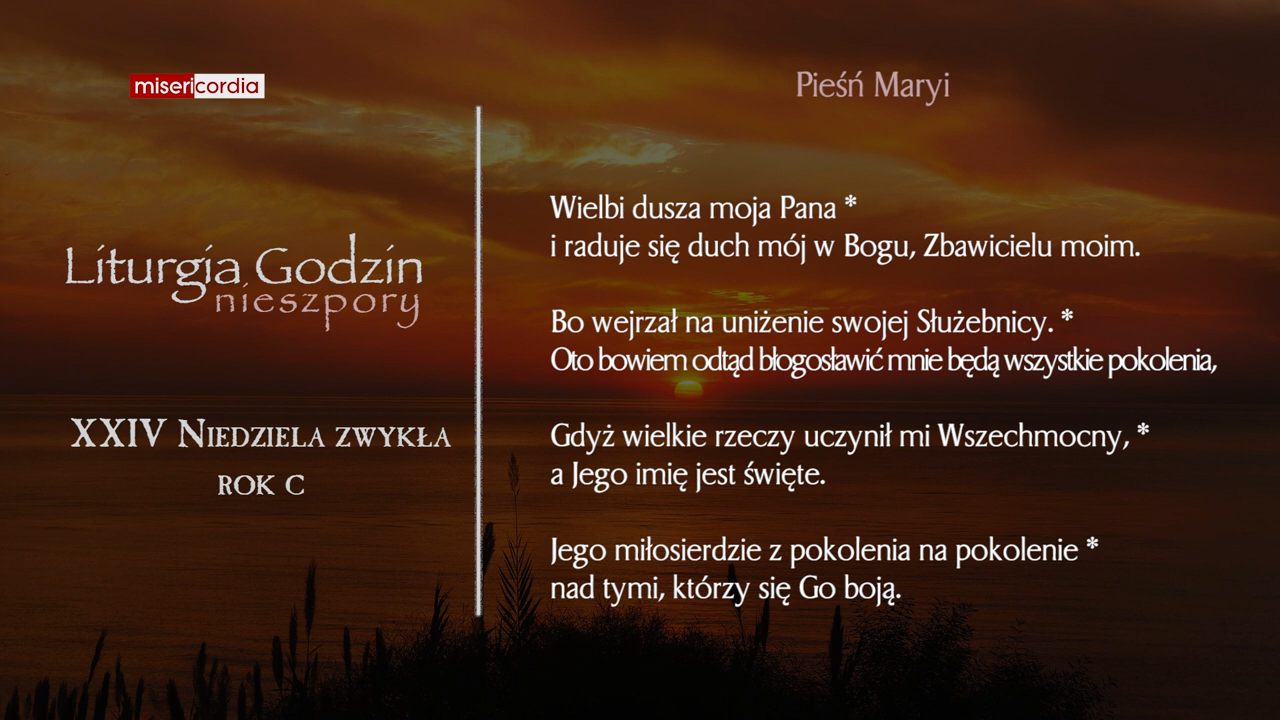 misericordia
Liturgia Godzin
nieszpory
XXIV Niedziela zwykła
rok C
Pieśń Maryi
Wielbi dusza moja Pana *
i raduje się duch mój w Bogu, Zbawicielu moim.
Bo wejrzał na uniżenie swojej Służebnicy. *
Oto bowiem odtąd błogosławić mnie będą wszystkie pokolenia,
Gdyż wielkie rzeczy uczynił mi Wszechmocny, *
a Jego imię jest święte.
Jego miłosierdzie z pokolenia na pokolenie *
nad tymi, którzy się Go boją.